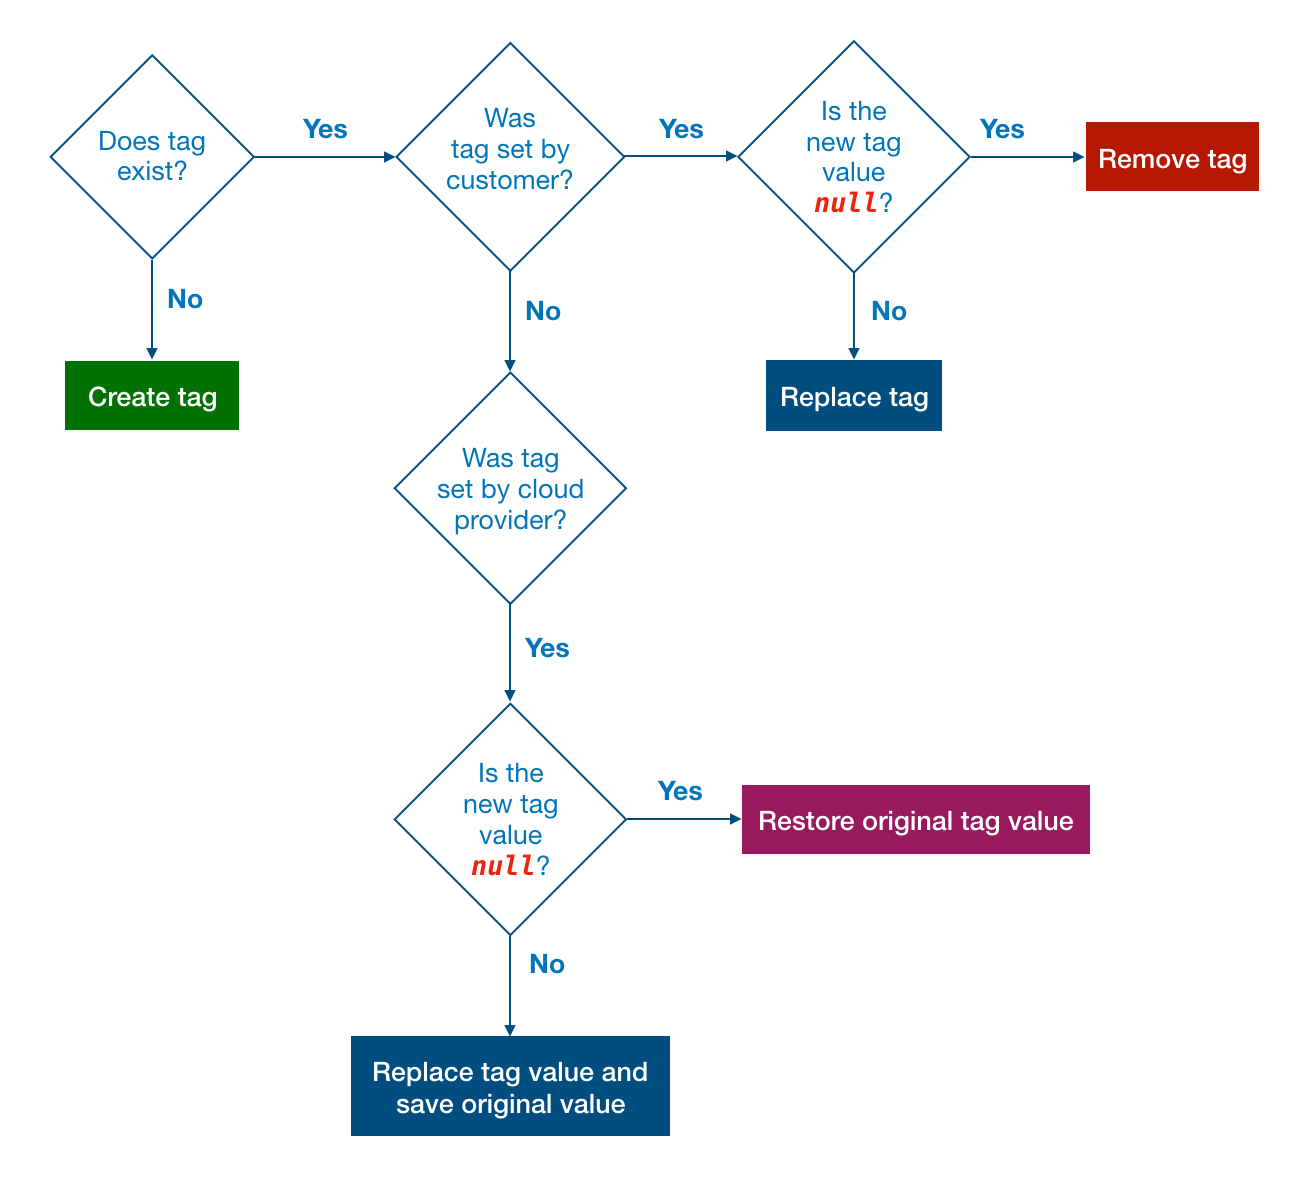 Does tag
exist?
Yes
Was
tag set by
customer?
Yes
Is the
new tag
value
null?
Yes
Remove tag
No
Create tag
No
No
Replace tag
Was tag
set by cloud
provider?
Yes
Is the
new tag
value
null?
Yes
Restore original tag value
No
Replace tag value and
save original value